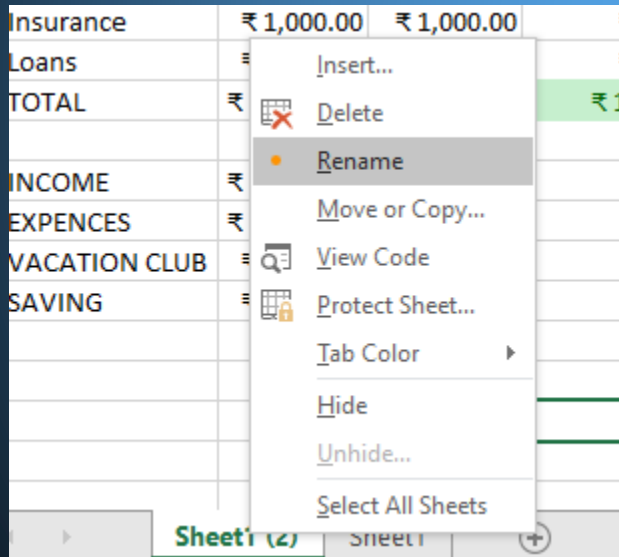 Insurance ₹ 1,000.00 ₹ 1,000.00
Loans
TOTAL ₹ ₹ 1
INCOME ₹
EXPENCES ₹
VACATION CLUB
SAVING
Insert...
Delete
Rename
Move or Copy...
View Code
Protect Sheet...
Tab Color
Hide
Unhide...
Select All Sheets
Sheet1 (2) Sheet1